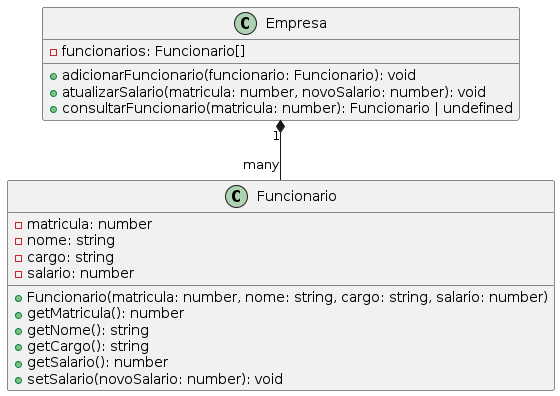 C Empresa
funcionarios: Funcionario[]
adicionarFuncionario(funcionario: Funcionario): void
atualizarSalario(matricula: number, novoSalario: number): void
consultarFuncionario(matricula: number): Funcionario | undefined
1
many
C Funcionario
matricula: number
nome: string
cargo: string
salario: number
Funcionario(matricula: number, nome: string, cargo: string, salario: number)
getMatricula(): number
getNome(): string
getCargo(): string
getSalario(): number
setSalario(novoSalario: number): void